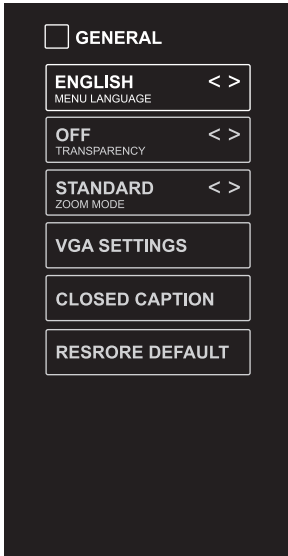 GENERAL
ENGLISH < >
MENU LANGUAGE
OFF < >
TRANSPARENCY
STANDARD < >
ZOOM MODE
VGA SETTINGS
CLOSED CAPTION
RESRORE DEFAULT